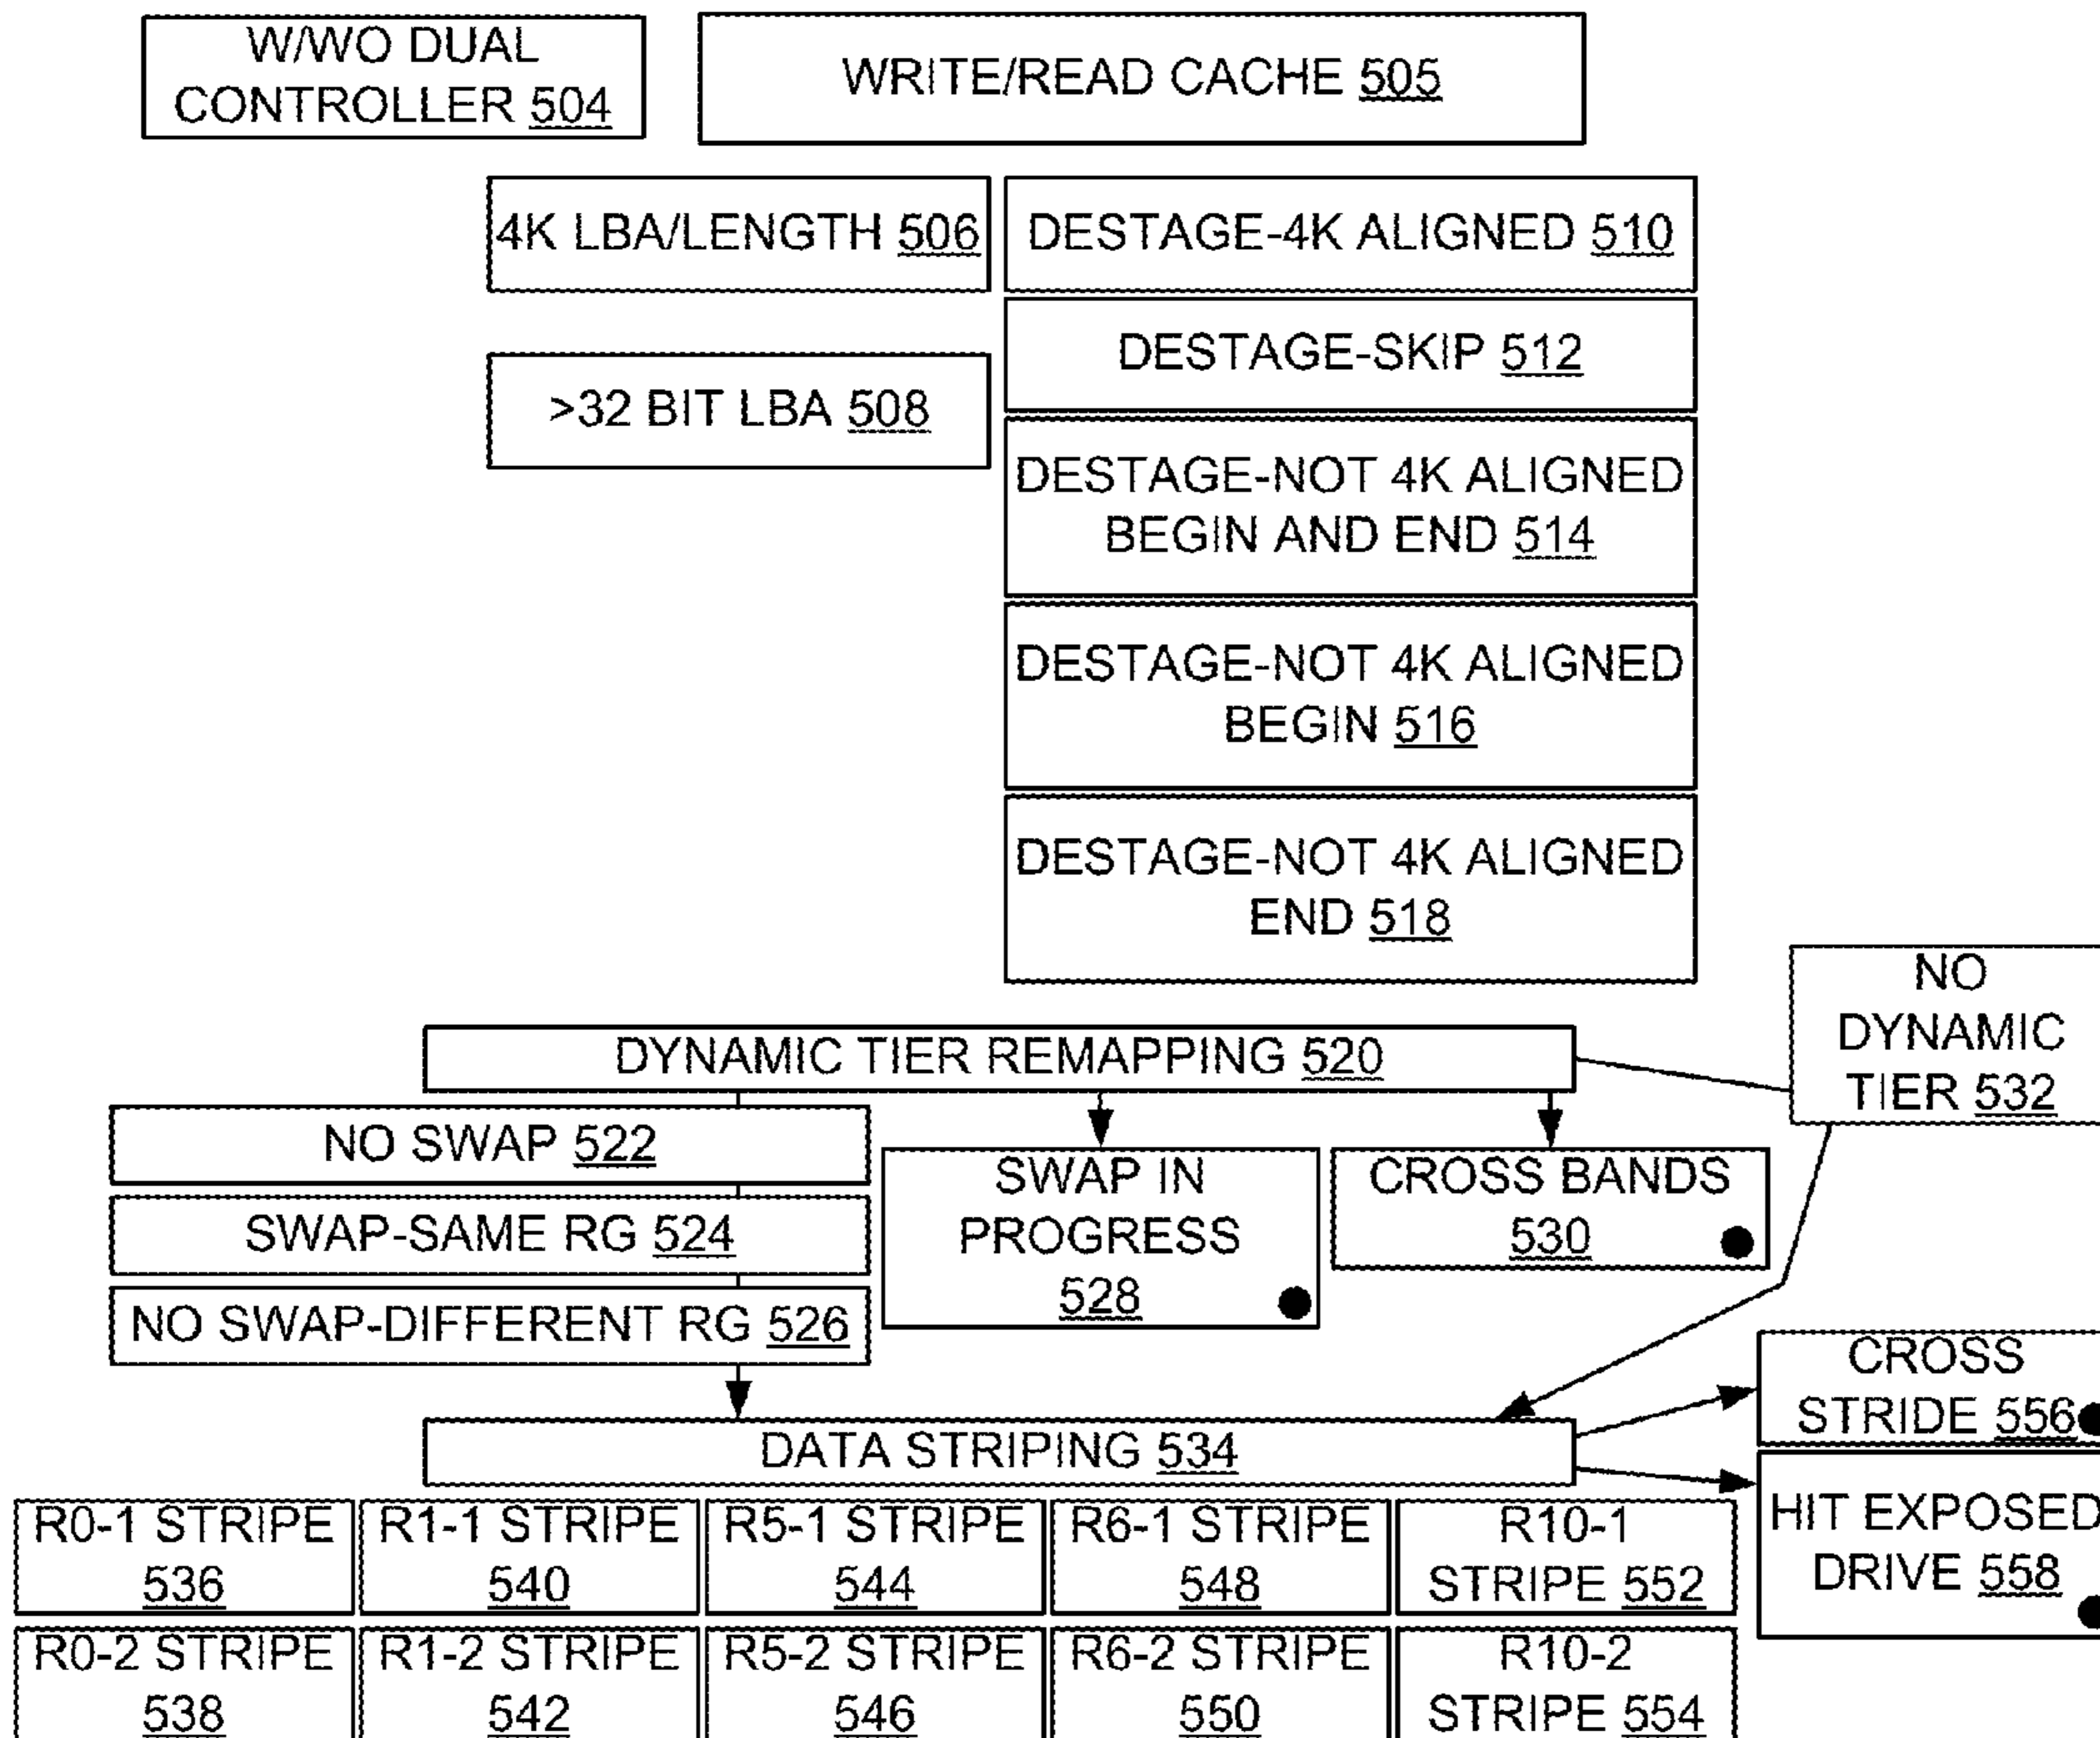 W/WO DUAL
CONTROLLER 504
WRITE/READ CACHE 505
4K LBA/LENGTH 506
DESTAGE-4K ALIGNED 510
DESTAGE-SKIP 512
>32 BIT LBA 508
DESTAGE-NOT 4K ALIGNED
BEGIN AND END 514
DESTAGE-NOT 4K ALIGNED
BEGIN 516
DESTAGE-NOT 4K ALIGNED
END 518
NO
DYNAMIC
TIER 532
DYNAMIC TIER REMAPPING 520
NO SWAP 522
SWAP-SAME RG 524
NO SWAP-DIFFERENT RG 526
SWAP IN
PROGRESS
528
CROSS BANDS
530
CROSS
STRIDE 556
DATA STRIPING 534
HIT EXPOSED
DRIVE 558
R0-1 STRIPE
536
R1-1 STRIPE
540
R5-1 STRIPE
544
R6-1 STRIPE
548
R10-1
STRIPE 552
R0-2 STRIPE
538
R1-2 STRIPE
542
R5-2 STRIPE
546
R6-2 STRIPE
550
R10-2
STRIPE 554